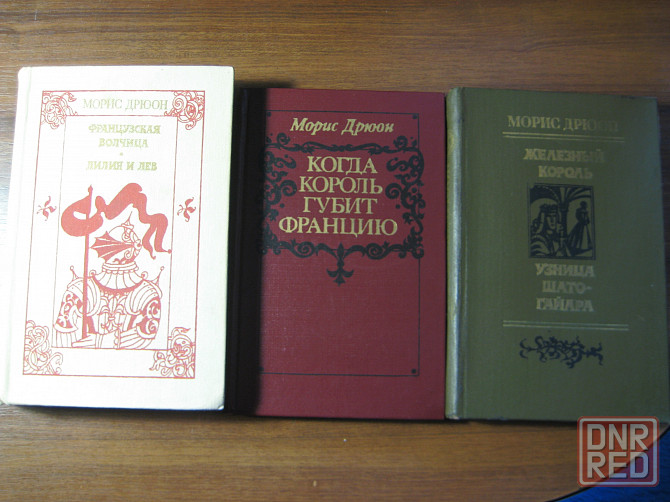 МОРИС ДРЮОН
ФРАНЦУЗСКАЯ
ВОЛЧИЦА
•
ЛИЛИЯ И ЛЕВ
Морис Дрюон
КОГДА
КОРОЛЬ
ГУБИТ
ФРАНЦИЮ
МОРИС ДРЮОН
ЖЕЛЕЗНЫЙ
КОРОЛЬ
УЗНИЦА
ШАТО-
ГАЙАРА
DNR
RED